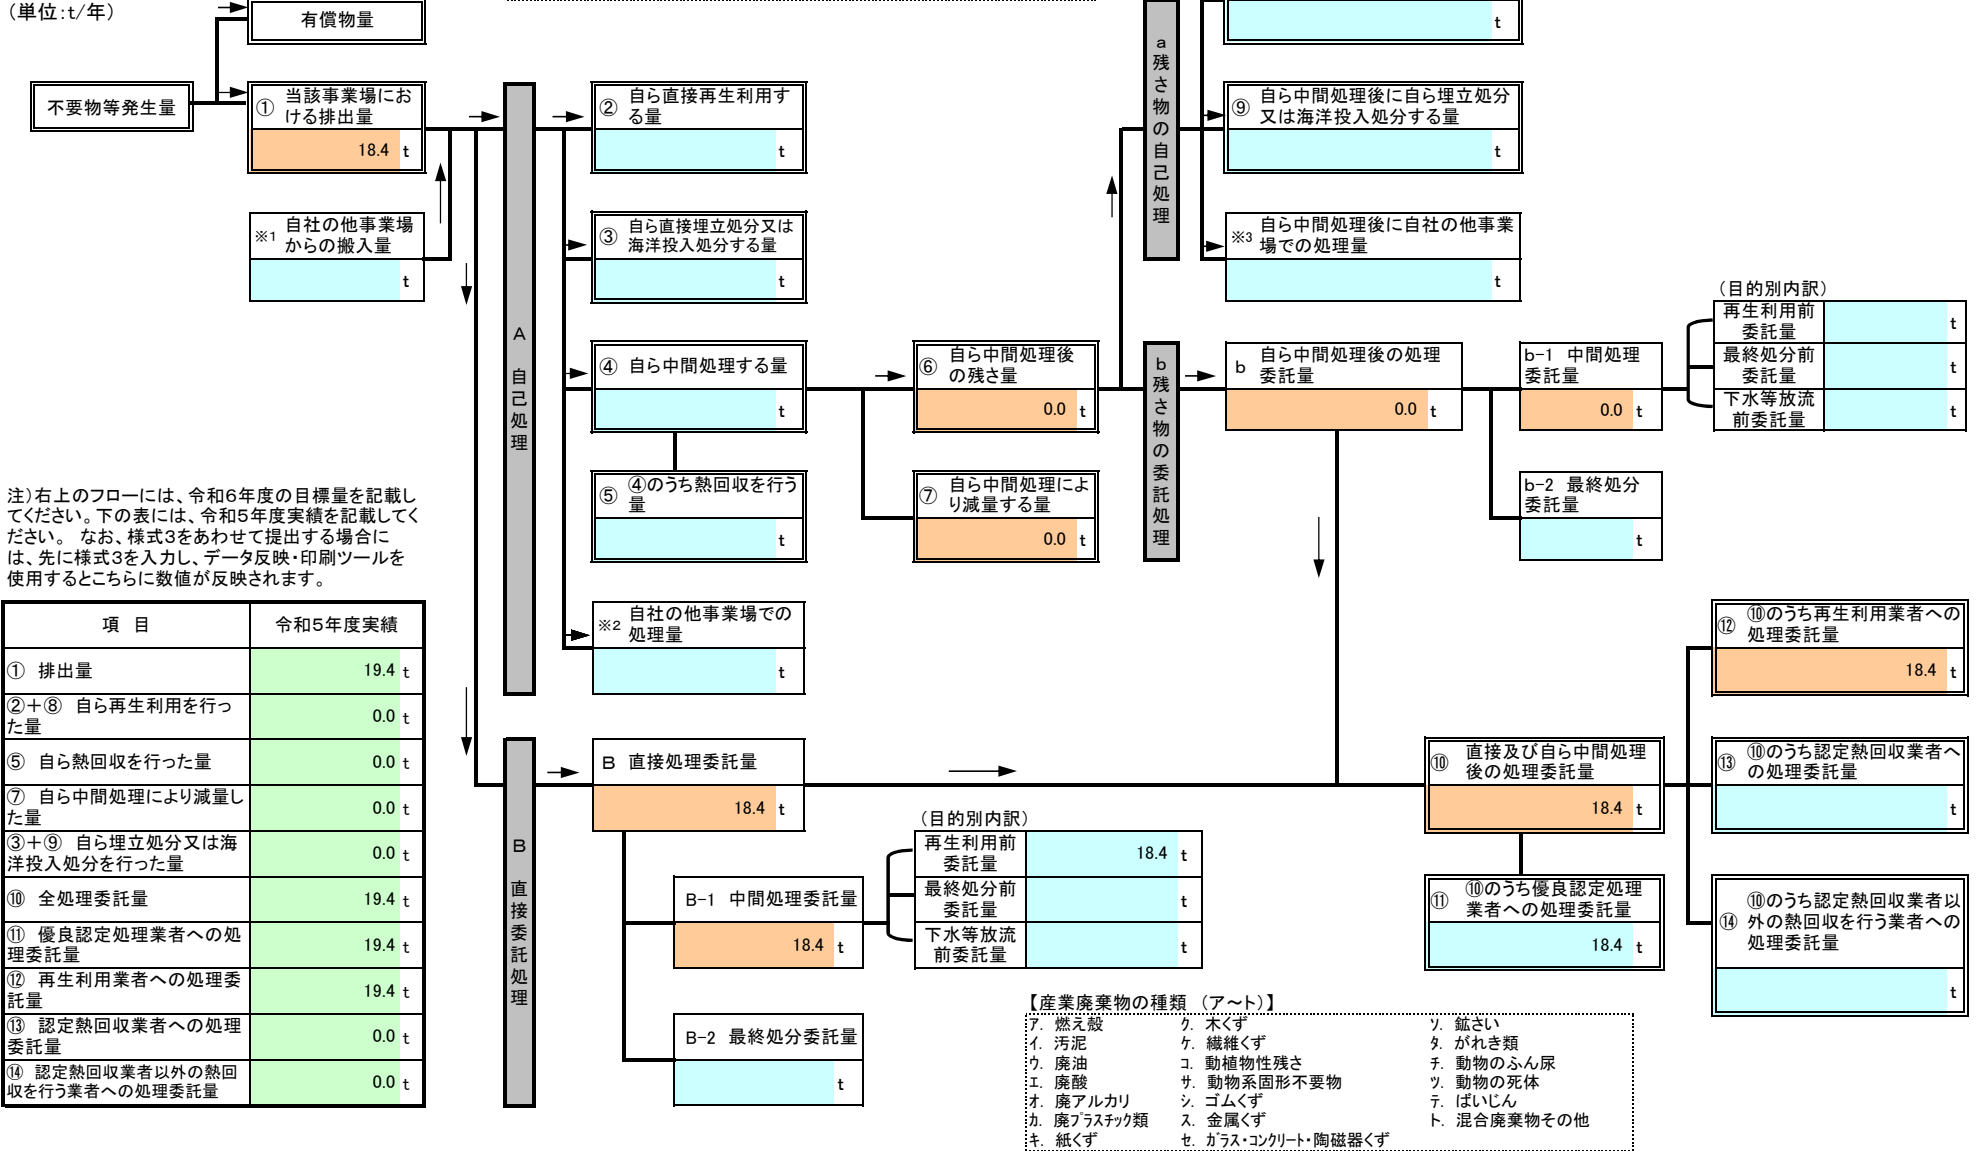 (単位:t/年)
有償物量
不要物等発生量
① 当該事業場にお
ける排出量
18.4 t
※1 自社の他事業場
からの搬入量
t
A 自己処理
② 自ら直接再生利用す
る量
t
③ 自ら直接埋立処分又は
海洋投入処分する量
t
④ 自ら中間処理する量
t
⑤ ④のうち熱回収を行う
量
t
※2 自社の他事業場での
処理量
t
⑥ 自ら中間処理後
の残さ量
0.0 t
⑦ 自ら中間処理によ
り減量する量
0.0 t
a 残さ物の自己処理
t
⑨ 自ら中間処理後に自ら埋立処分
又は海洋投入処分する量
t
※3 自ら中間処理後に自社の他事業
場での処理量
t
b 残さ物の委託処理
b 自ら中間処理後の処理
委託量
0.0 t
b-1 中間処理
委託量
0.0 t
b-2 最終処分
委託量
t
(目的別内訳)
再生利用前
委託量
t
最終処分前
委託量
t
下水等放流
前委託量
t
注)右上のフローには、令和6年度の目標量を記載し
てください。下の表には、令和5年度実績を記載してく
ださい。 なお、様式3をあわせて提出する場合に
は、先に様式3を入力し、データ反映・印刷ツールを
使用するとこちらに数値が反映されます。
項 目 令和5年度実績
① 排出量 19.4 t
②+⑧ 自ら再生利用を行っ
た量 0.0 t
⑤ 自ら熱回収を行った量 0.0 t
⑦ 自ら中間処理により減量し
た量 0.0 t
③+⑨ 自ら埋立処分又は海
洋投入処分を行った量 0.0 t
⑩ 全処理委託量 19.4 t
⑪ 優良認定処理業者への処
理委託量 19.4 t
⑫ 再生利用業者への処理委
託量 19.4 t
⑬ 認定熱回収業者への処理
委託量 0.0 t
⑭ 認定熱回収業者以外の熱回
収を行う業者への処理委託量 0.0 t
B 直接委託処理
B 直接処理委託量
18.4 t
B-1 中間処理委託量
18.4 t
B-2 最終処分委託量
t
(目的別内訳)
再生利用前
委託量
18.4 t
最終処分前
委託量
t
下水等放流
前委託量
t
⑩ 直接及び自ら中間処理
後の処理委託量
18.4 t
⑪ ⑩のうち優良認定処理
業者への処理委託量
18.4 t
⑫ ⑩のうち再生利用業者への
処理委託量
18.4 t
⑬ ⑩のうち認定熱回収業者へ
の処理委託量
t
⑭ ⑩のうち認定熱回収業者以
外の熱回収を行う業者への
処理委託量
t
【産業廃棄物の種類 (ア~ト)】
ア. 燃え殻 ク. 木くず ソ. 鉱さい
イ. 汚泥 ケ. 繊維くず タ. がれき類
ウ. 廃油 コ. 動植物性残さ チ. 動物のふん尿
エ. 廃酸 サ. 動物系固形不要物 ツ. 動物の死体
オ. 廃アルカリ シ. ゴムくず テ. ばいじん
カ. 廃プラスチック類 ス. 金属くず ト. 混合廃棄物その他
キ. 紙くず セ. ガラス・コンクリート・陶磁器くず